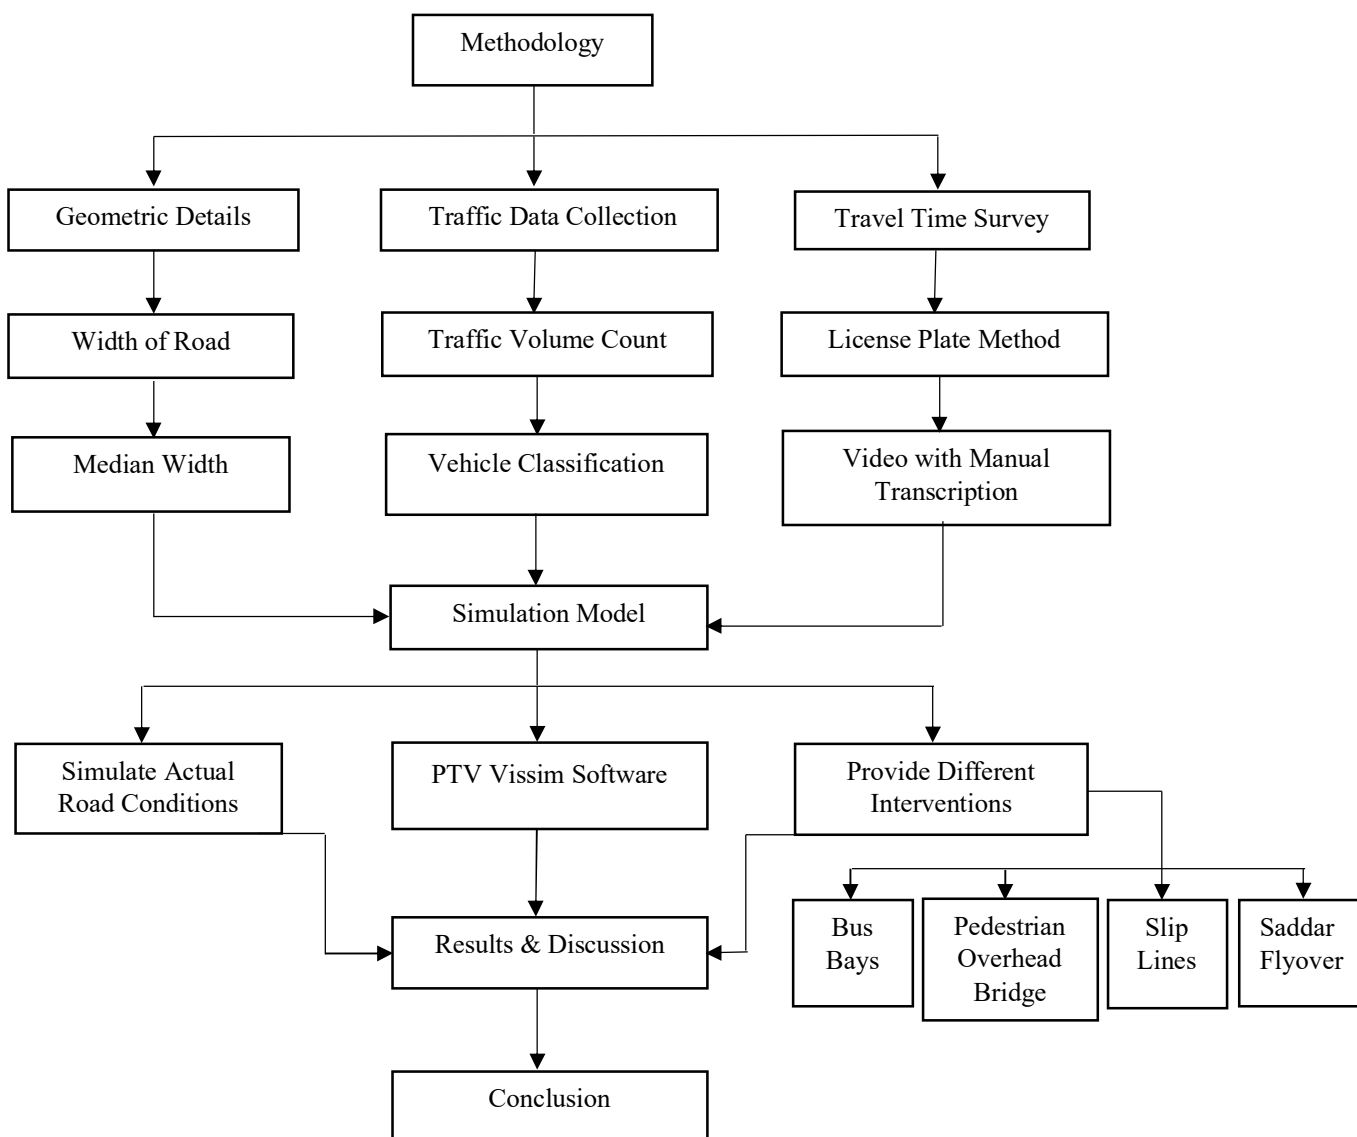 Methodology
Geometric Details
Traffic Data Collection
Travel Time Survey
Width of Road
Traffic Volume Count
License Plate Method
Median Width
Vehicle Classification
Video with Manual
Transcription
Simulation Model
Simulate Actual
Road Conditions
PTV Vissim Software
Provide Different
Interventions
Results & Discussion
Bus
Bays
Pedestrian
Overhead
Bridge
Slip
Lines
Saddar
Flyover
Conclusion